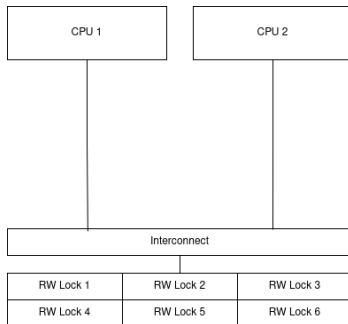 CPU 1
CPU 2
Interconnect
RW Lock 1
RW Lock 2
RW Lock 3
RW Lock 4
RW Lock 5
RW Lock 6